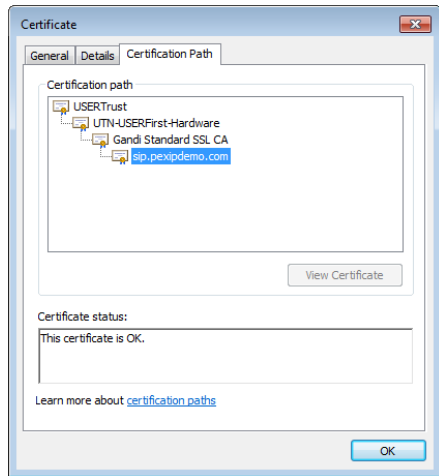 Certificate
General Details Certification Path
Certification path
USERTrust
UTN-USERFirst-Hardware
Gandi Standard SSL CA
sip.pexipdemo.com
View Certificate
Certificate status:
This certificate is OK.
Learn more about certification paths
OK